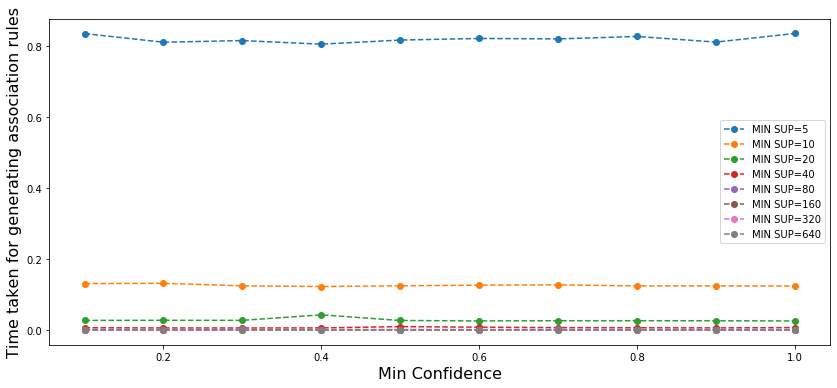 Time taken for generating association rules
0.8
0.6
0.4
0.2
0.0
0.2
0.4
0.6
0.8
1.0
Min Confidence
MIN SUP=5
MIN SUP=10
MIN SUP=20
MIN SUP=40
MIN SUP=80
MIN SUP=160
MIN SUP=320
MIN SUP=640